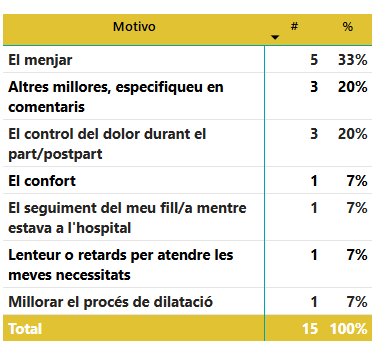 Motivo # %
El menjar 5 33%
Altres millores, especifiqueu en
comentaris 3 20%
El control del dolor durant el
part/postpart 3 20%
El confort 1 7%
El seguiment del meu fill/a mentre
estava a l'hospital 1 7%
Lenteur o retards per atendre les
meves necessitats 1 7%
Millorar el procés de dilatació 1 7%
Total 15 100%